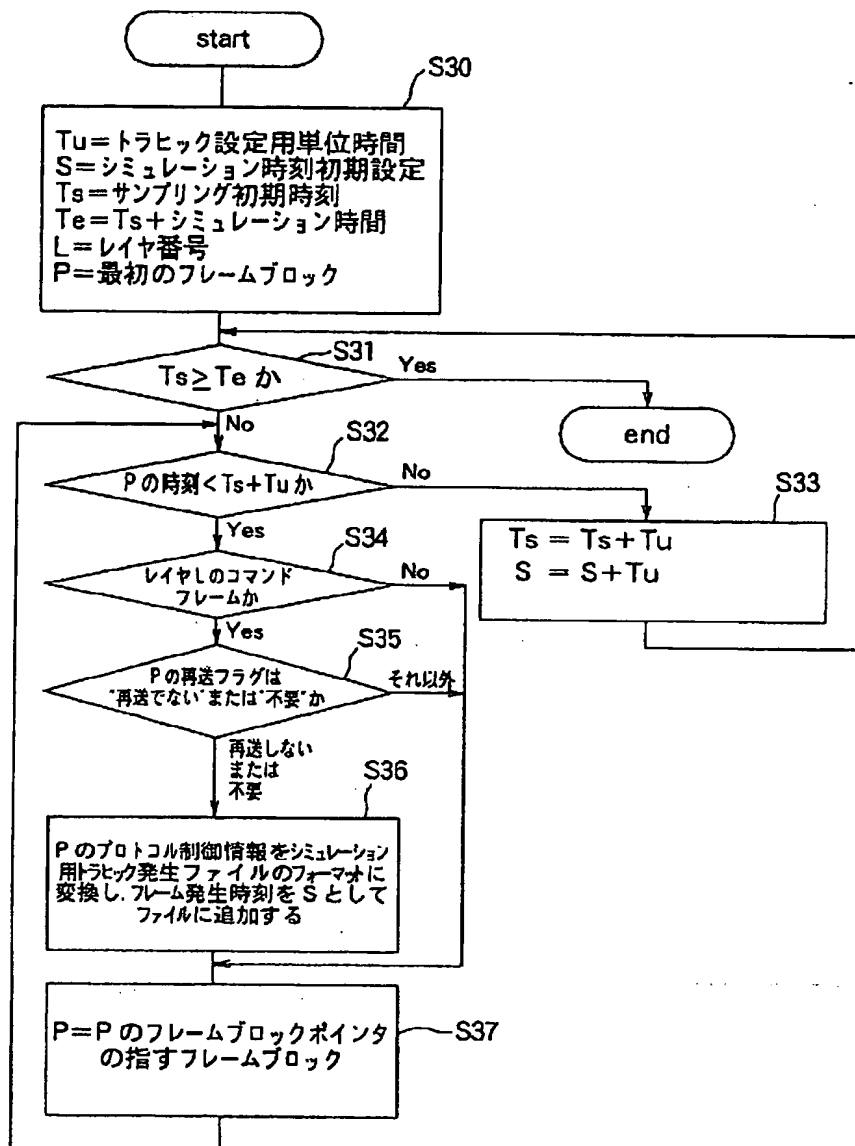 start
S30
Tu=トラヒック設定用単位時間
S=シミュレーション時刻初期設定
Ts=サンプリング初期時刻
Te=Ts+シミュレーション時間
L=レイヤ番号
P=最初のフレームブロック
S31
Ts≥Teか
Yes
end
No
S32
Pの時刻<Ts+Tuか
No
S33
Ts = Ts+Tu
S = S+Tu
Yes
S34
レイヤLのコマンド
フレームか
No
Yes
S35
Pの再送フラグは
"再送でない"または"不要"か
それ以外
再送しない
または
不要
S36
Pのプロトコル制御情報をシミュレーション
用トラヒック発生ファイルのフォーマットに
変換し,フレーム発生時刻をSとして
ファイルに追加する
P=Pのフレームブロックポインタ
の指すフレームブロック
S37